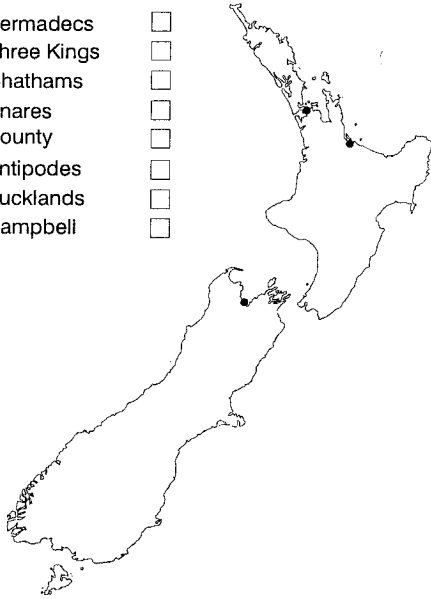 ermadecs
hree Kings
hathams
nares
ounty
ntipodes
ucklands
ampbell